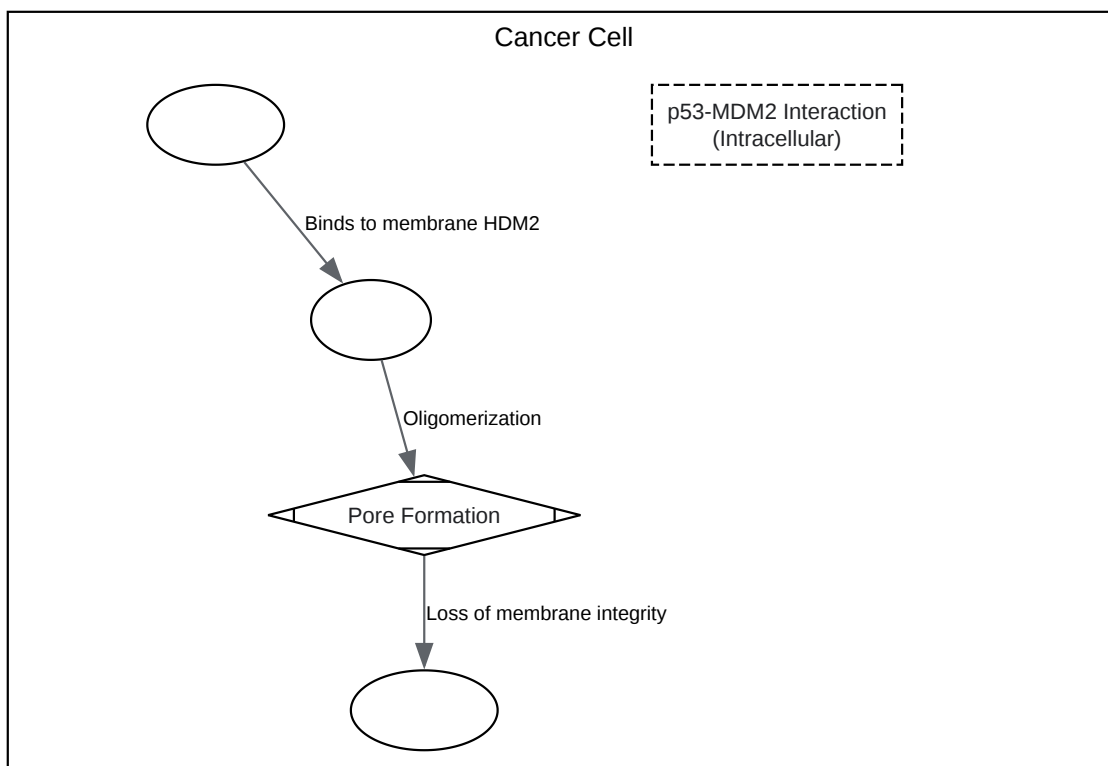 Cancer Cell
p53-MDM2 Interaction
(Intracellular)
Binds to membrane HDM2
Oligomerization
Pore Formation
Loss of membrane integrity